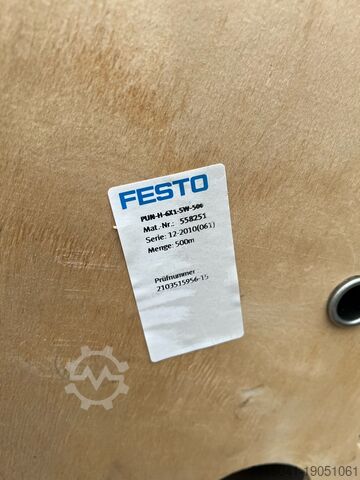 FESTO
PUN-H-6X1-SW-500
Mat.-Nr.: 558251
Serie: 12-2010(061)
Menge: 500m
Prüfnummer
2103515956-15
19051061